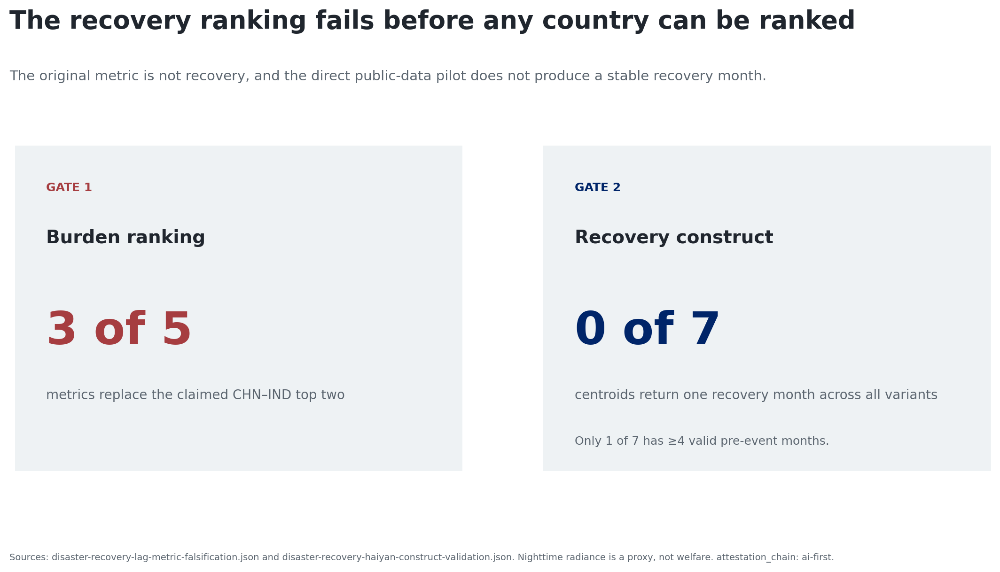 The recovery ranking fails before any country can be ranked
The original metric is not recovery, and the direct public-data pilot does not produce a stable recovery month.
GATE 1
Burden ranking
3 of 5
metrics replace the claimed CHN–IND top two
GATE 2
Recovery construct
0 of 7
centroids return one recovery month across all variants
Only 1 of 7 has ≥4 valid pre-event months.
Sources: disaster-recovery-lag-metric-falsification.json and disaster-recovery-haiyan-construct-validation.json. Nighttime radiance is a proxy, not welfare. attestation_chain: ai-first.